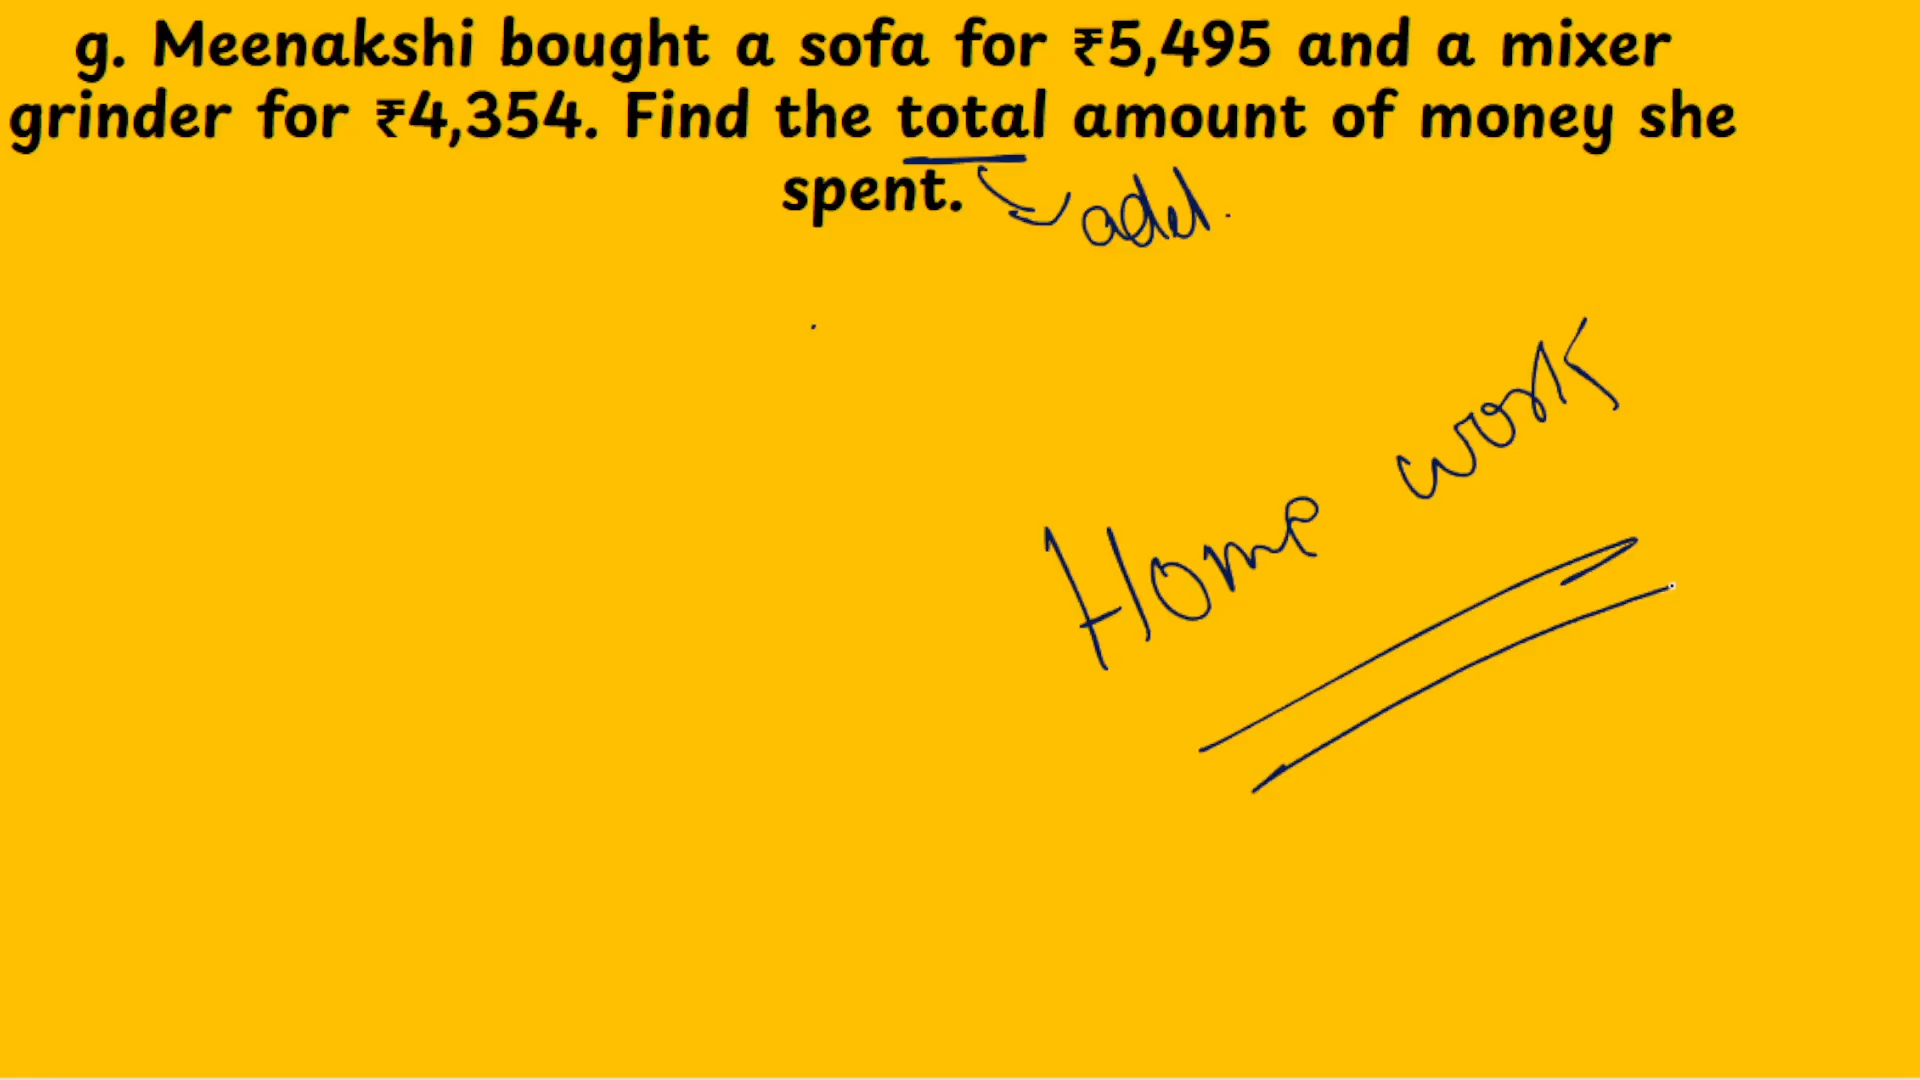 g. Meenakshi bought a sofa for ₹5,495 and a mixer
grinder for ₹4,354. Find the total amount of money she
spent.
add.
Home work